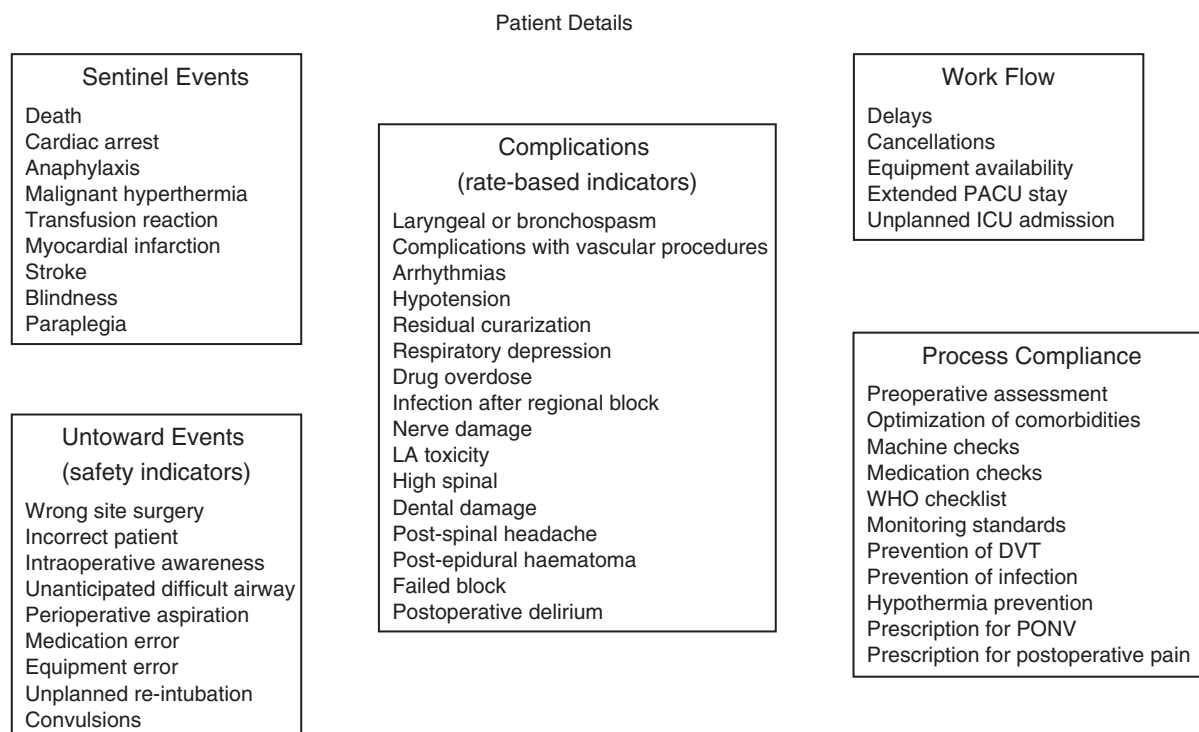 Patient Details
Sentinel Events
Death
Cardiac arrest
Anaphylaxis
Malignant hyperthermia
Transfusion reaction
Myocardial infarction
Stroke
Blindness
Paraplegia
Untoward Events
(safety indicators)
Wrong site surgery
Incorrect patient
Intraoperative awareness
Unanticipated difficult airway
Perioperative aspiration
Medication error
Equipment error
Unplanned re-intubation
Convulsions
Complications
(rate-based indicators)
Laryngeal or bronchospasm
Complications with vascular procedures
Arrhythmias
Hypotension
Residual curarization
Respiratory depression
Drug overdose
Infection after regional block
Nerve damage
LA toxicity
High spinal
Dental damage
Post-spinal headache
Post-epidural haematoma
Failed block
Postoperative delirium
Work Flow
Delays
Cancellations
Equipment availability
Extended PACU stay
Unplanned ICU admission
Process Compliance
Preoperative assessment
Optimization of comorbidities
Machine checks
Medication checks
WHO checklist
Monitoring standards
Prevention of DVT
Prevention of infection
Hypothermia prevention
Prescription for PONV
Prescription for postoperative pain